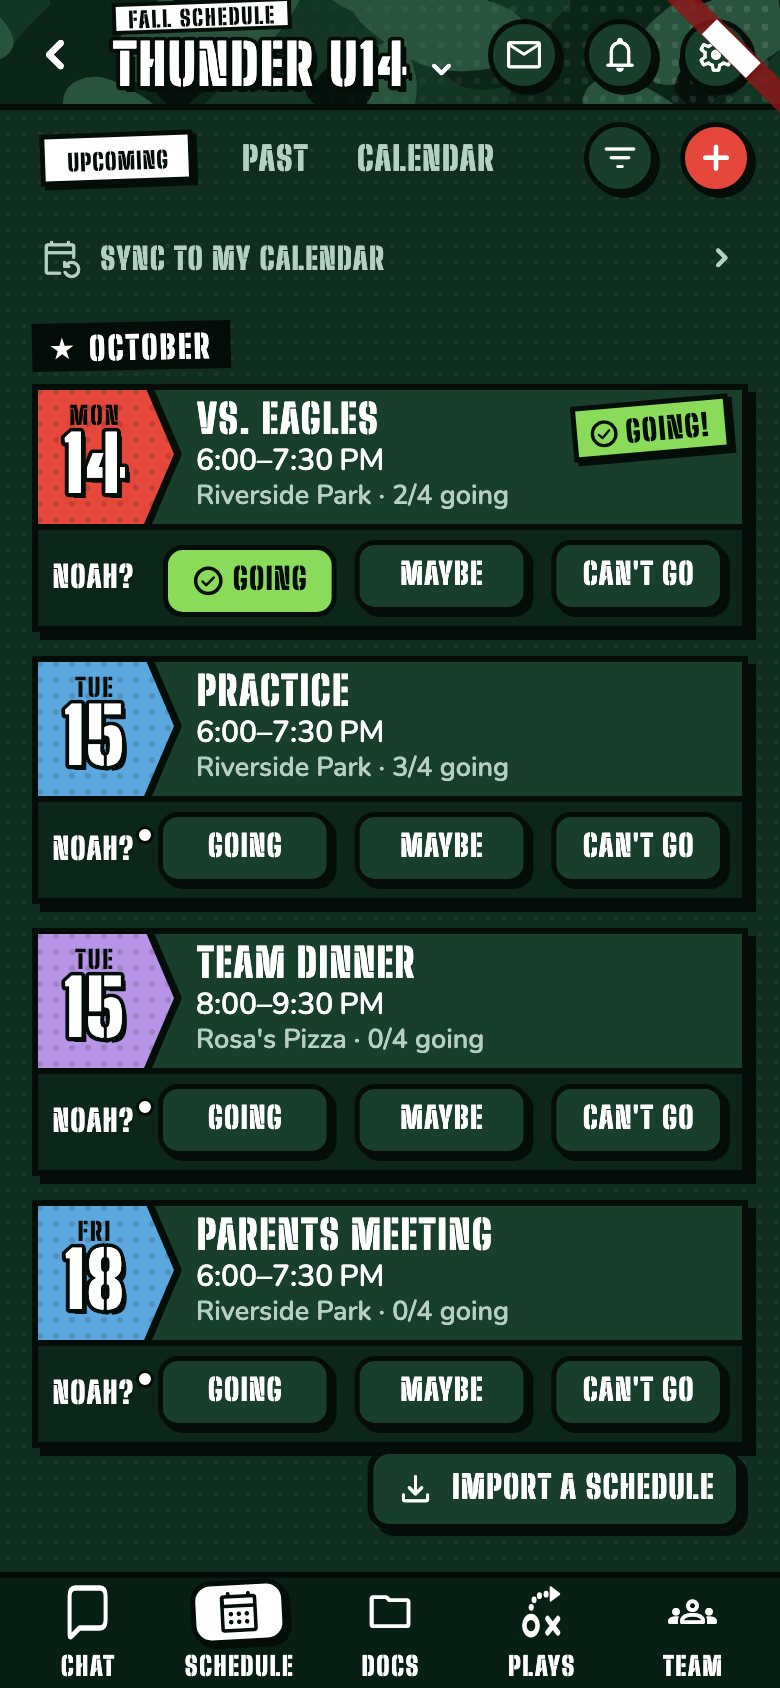 FALL SCHEDULE
THUNDER U14
UPCOMING
PAST
CALENDAR
SYNC TO MY CALENDAR
★ OCTOBER
MON
14
VS. EAGLES
6:00–7:30 PM
Riverside Park · 2/4 going
GOING!
NOAH?
GOING
MAYBE
CAN'T GO
TUE
15
PRACTICE
6:00–7:30 PM
Riverside Park · 3/4 going
NOAH?
GOING
MAYBE
CAN'T GO
TUE
15
TEAM DINNER
8:00–9:30 PM
Rosa's Pizza · 0/4 going
NOAH?
GOING
MAYBE
CAN'T GO
FRI
18
PARENTS MEETING
6:00–7:30 PM
Riverside Park · 0/4 going
NOAH?
GOING
MAYBE
CAN'T GO
IMPORT A SCHEDULE
CHAT
SCHEDULE
DOCS
PLAYS
TEAM